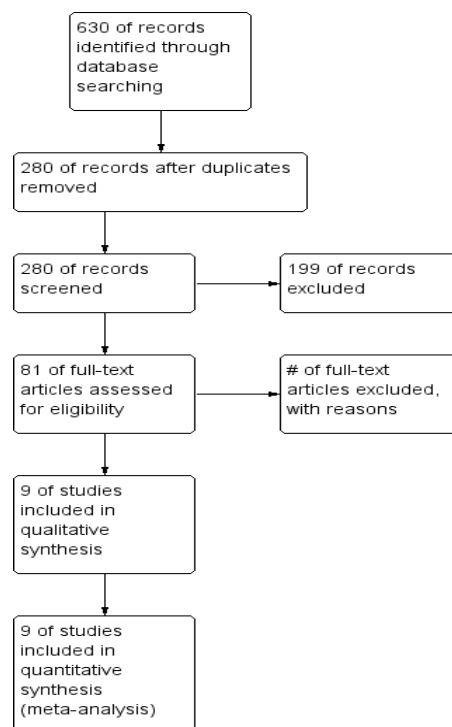 630 of records
identified through
database
searching
280 of records after duplicates
removed
280 of records
screened
199 of records
excluded
81 of full-text
articles assessed
for eligibility
# of full-text
articles excluded,
with reasons
9 of studies
included in
qualitative
synthesis
9 of studies
included in
quantitative
synthesis
(meta-analysis)